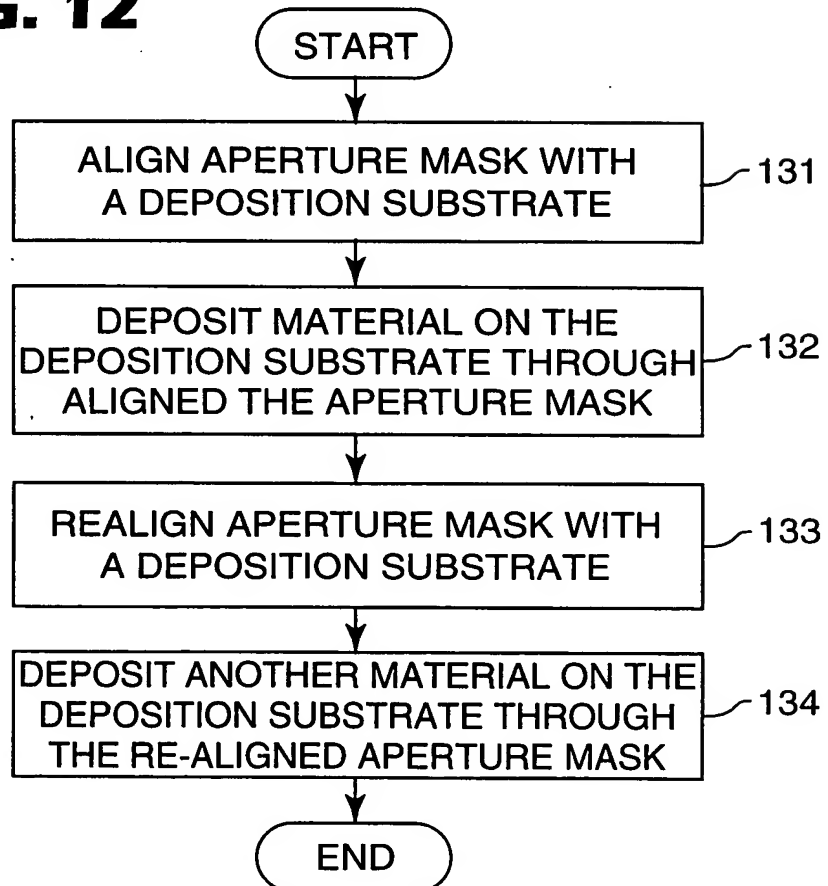 G. 12
START
ALIGN APERTURE MASK WITH
A DEPOSITION SUBSTRATE
131
DEPOSIT MATERIAL ON THE
DEPOSITION SUBSTRATE THROUGH
ALIGNED THE APERTURE MASK
132
REALIGN APERTURE MASK WITH
A DEPOSITION SUBSTRATE
133
DEPOSIT ANOTHER MATERIAL ON THE
DEPOSITION SUBSTRATE THROUGH
THE RE-ALIGNED APERTURE MASK
134
END